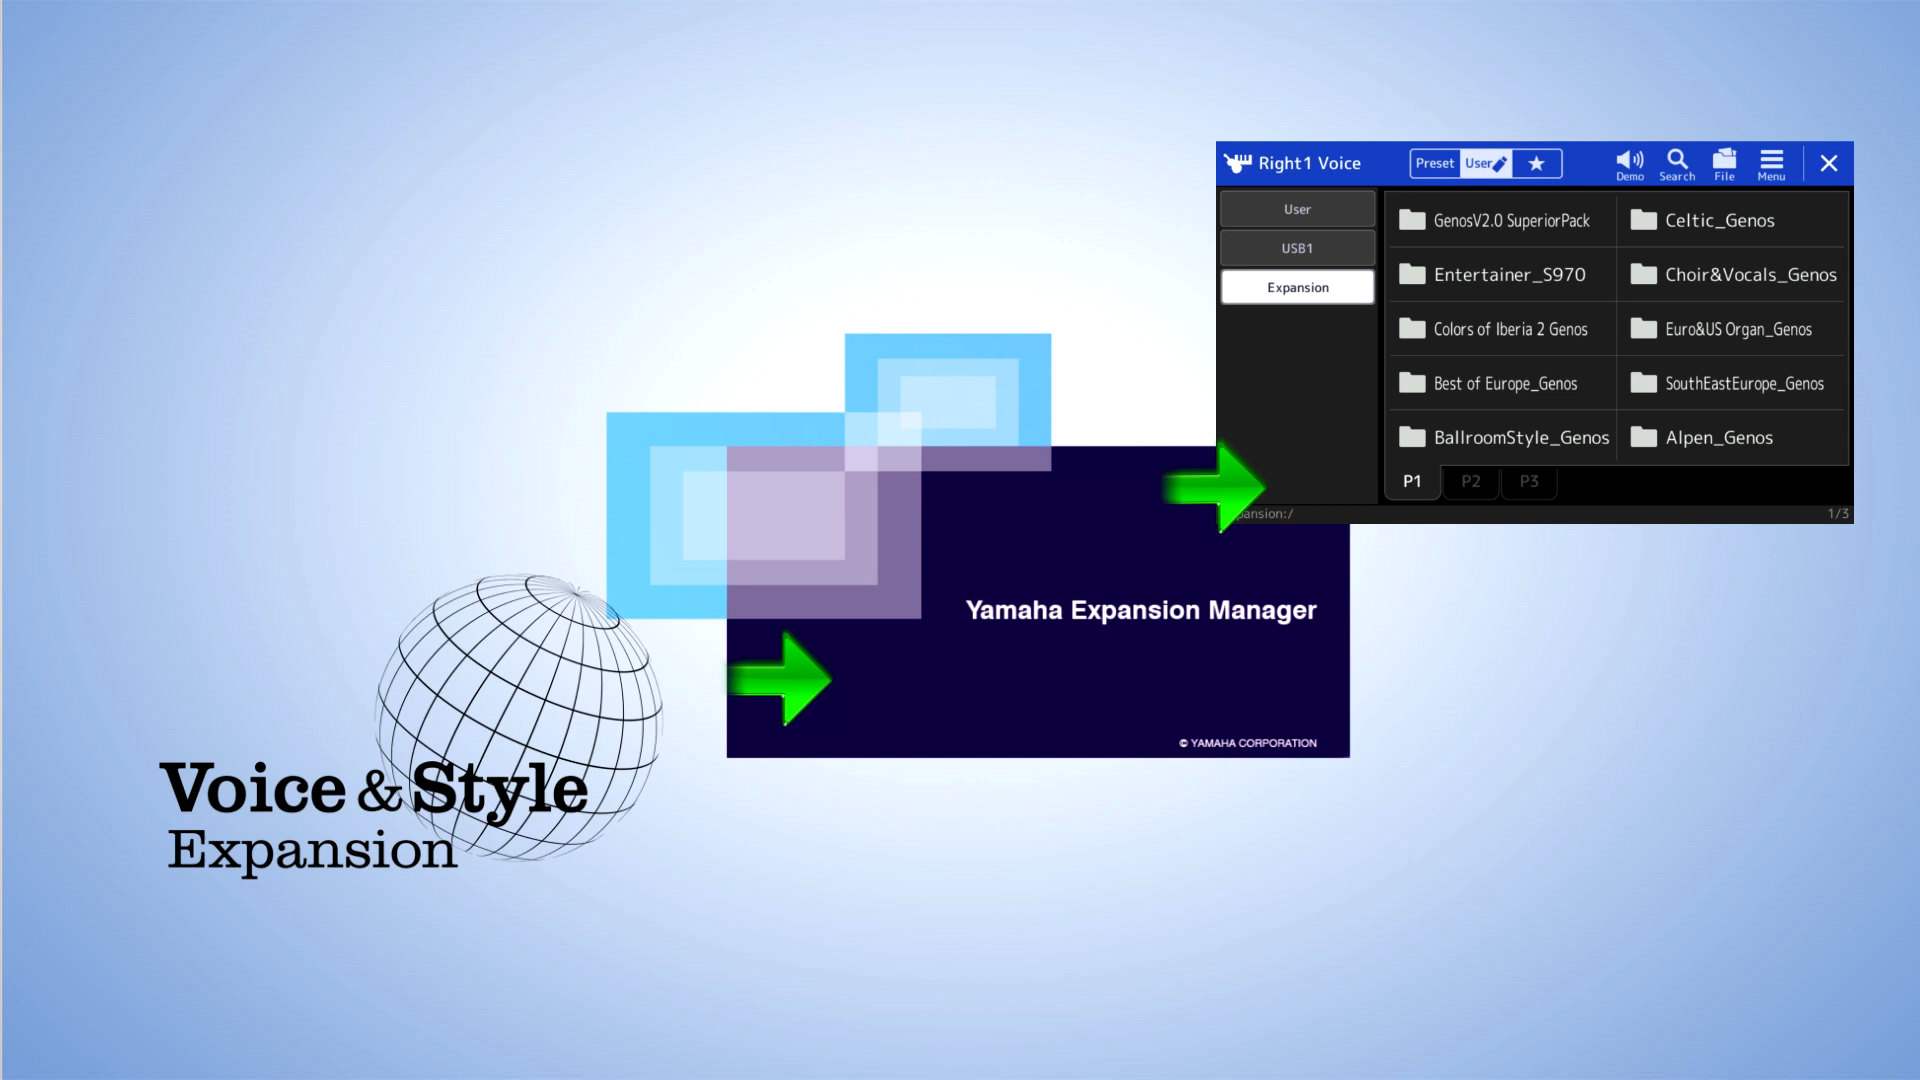 Right1 Voice
Preset
User
Demo
Search
File
Menu
User
USB1
Expansion
GenosV2.0 SuperiorPack
Celtic_Genos
Entertainer_S970
Choir&Vocals_Genos
Colors of Iberia 2 Genos
Euro&US Organ_Genos
Best of Europe_Genos
SouthEastEurope_Genos
BallroomStyle_Genos
Alpen_Genos
P1
P2
P3
pansion:/
1/3
Yamaha Expansion Manager
© YAMAHA CORPORATION
Voice & Style
Expansion